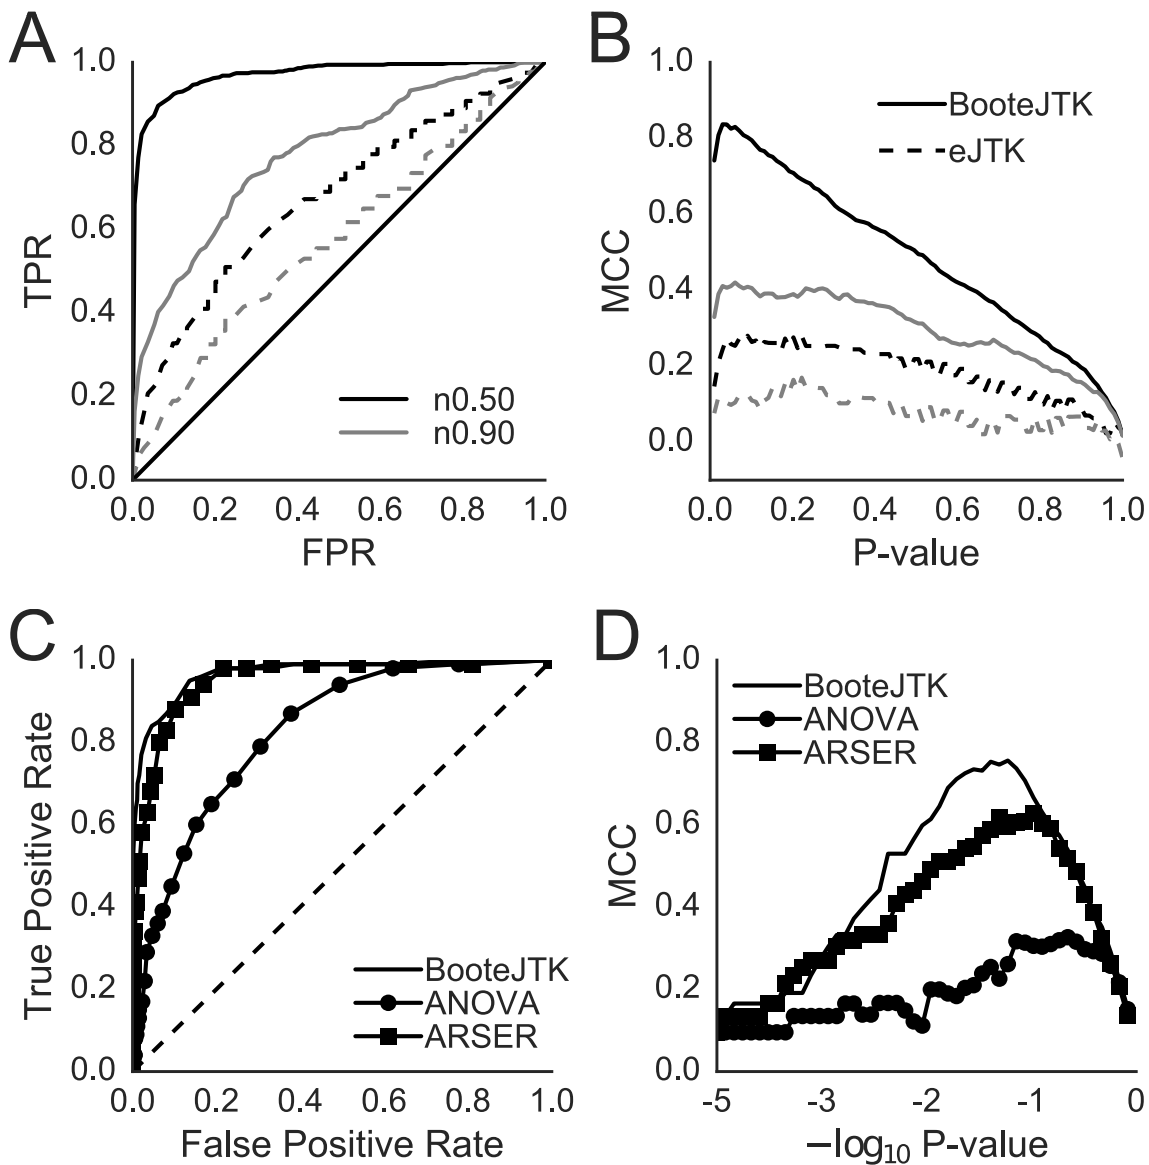 A
1.0
0.8
0.6
0.4
0.2
0.0
TPR
n0.50
n0.90
0.0 0.2 0.4 0.6 0.8 1.0
FPR
B
1.0
0.8
0.6
0.4
0.2
0.0
MCC
BooteJTK
eJTK
0.0 0.2 0.4 0.6 0.8 1.0
P-value
C
1.0
0.8
0.6
0.4
0.2
0.0
True Positive Rate
BooteJTK
ANOVA
ARSER
0.0 0.2 0.4 0.6 0.8 1.0
False Positive Rate
D
1.0
0.8
0.6
0.4
0.2
0.0
MCC
BooteJTK
ANOVA
ARSER
-5 -3 -2 -1 0
−log₁₀ P-value